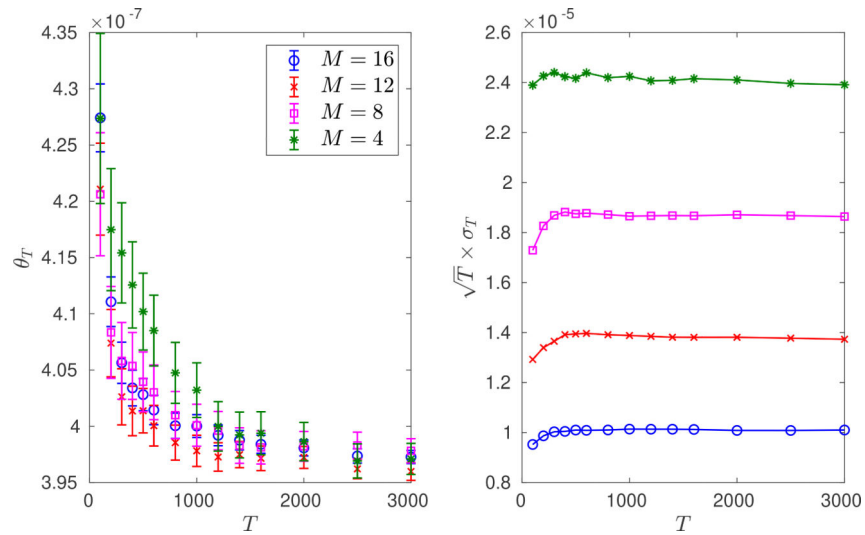 ×10⁻⁷
4.35
4.3
4.25
4.2
4.15
4.1
4.05
4
3.95
θ_T
0 1000 2000 3000
T
M = 16
M = 12
M = 8
M = 4
×10⁻⁵
2.6
2.4
2.2
2
1.8
1.6
1.4
1.2
1
0.8
√T × σ_T
0 1000 2000 3000
T